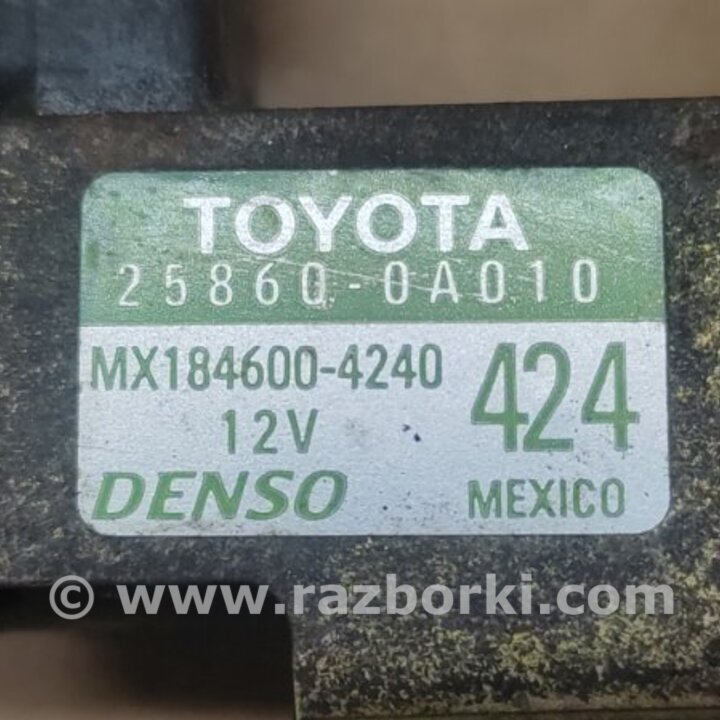 TOYOTA
25860-0A010
MX184600-4240
12V
424
DENSO
MEXICO
© www.razborki.com